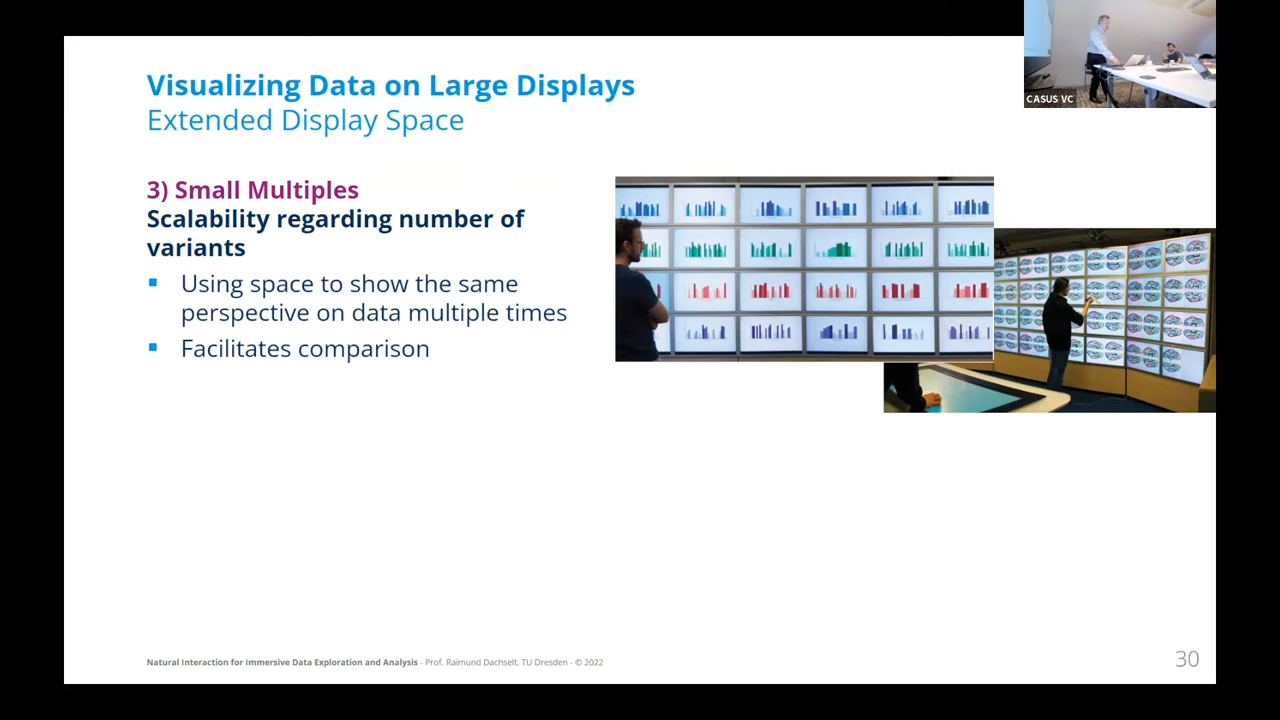 Visualizing Data on Large Displays
Extended Display Space
CASUS VC
3) Small Multiples
Scalability regarding number of
variants
Using space to show the same
perspective on data multiple times
Facilitates comparison
Natural Interaction for Immersive Data Exploration and Analysis - Prof. Raimund Dachselt, TU Dresden - © 2022
30